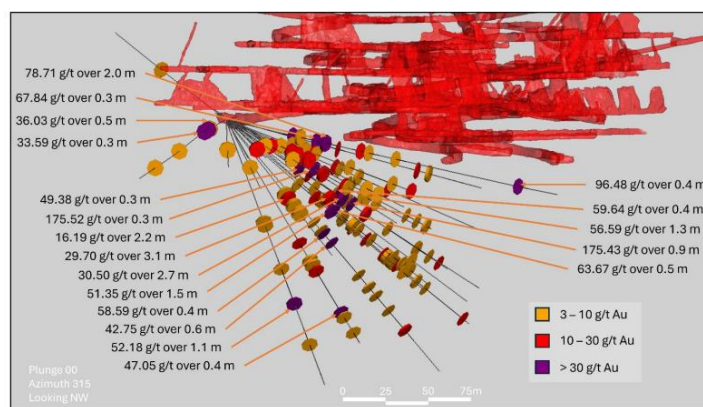 78.71 g/t over 2.0 m
67.84 g/t over 0.3 m
36.03 g/t over 0.5 m
33.59 g/t over 0.3 m
49.38 g/t over 0.3 m
175.52 g/t over 0.3 m
16.19 g/t over 2.2 m
29.70 g/t over 3.1 m
30.50 g/t over 2.7 m
51.35 g/t over 1.5 m
58.59 g/t over 0.4 m
42.75 g/t over 0.6 m
52.18 g/t over 1.1 m
47.05 g/t over 0.4 m
96.48 g/t over 0.4 m
59.64 g/t over 0.4 m
56.59 g/t over 1.3 m
175.43 g/t over 0.9 m
63.67 g/t over 0.5 m
3 – 10 g/t Au
10 – 30 g/t Au
> 30 g/t Au
Plunge 00
Azimuth 315
Looking NW
0 25 50 75m